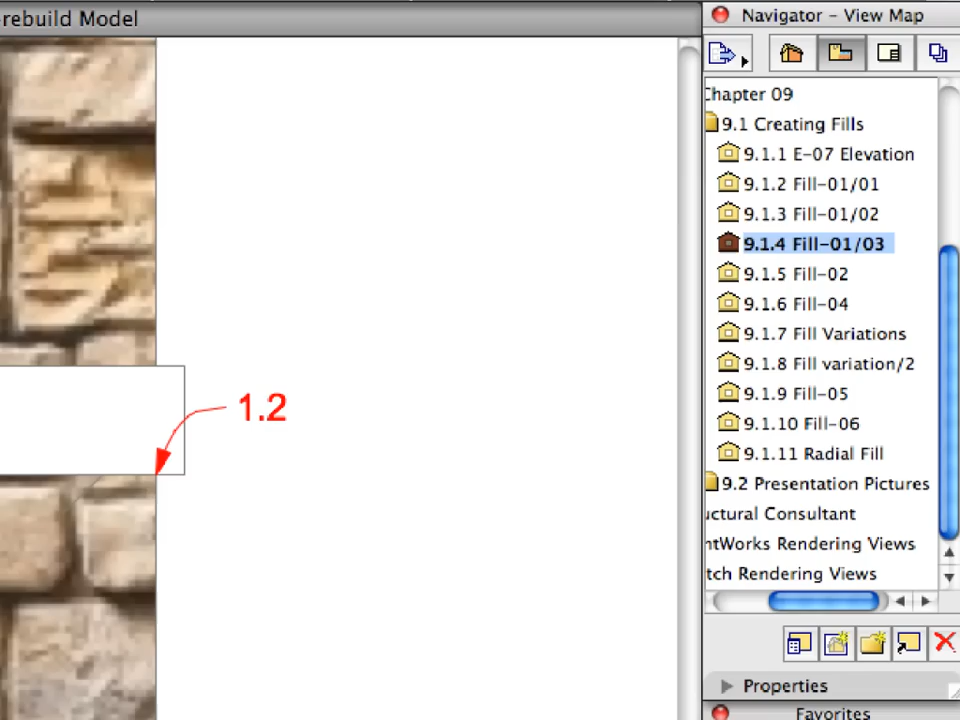 rebuild Model
1.2
Navigator - View Map
Chapter 09
9.1 Creating Fills
9.1.1 E-07 Elevation
9.1.2 Fill-01/01
9.1.3 Fill-01/02
9.1.4 Fill-01/03
9.1.5 Fill-02
9.1.6 Fill-04
9.1.7 Fill Variations
9.1.8 Fill variation/2
9.1.9 Fill-05
9.1.10 Fill-06
9.1.11 Radial Fill
9.2 Presentation Pictures
uctural Consultant
ntWorks Rendering Views
tch Rendering Views
Properties
Favorites